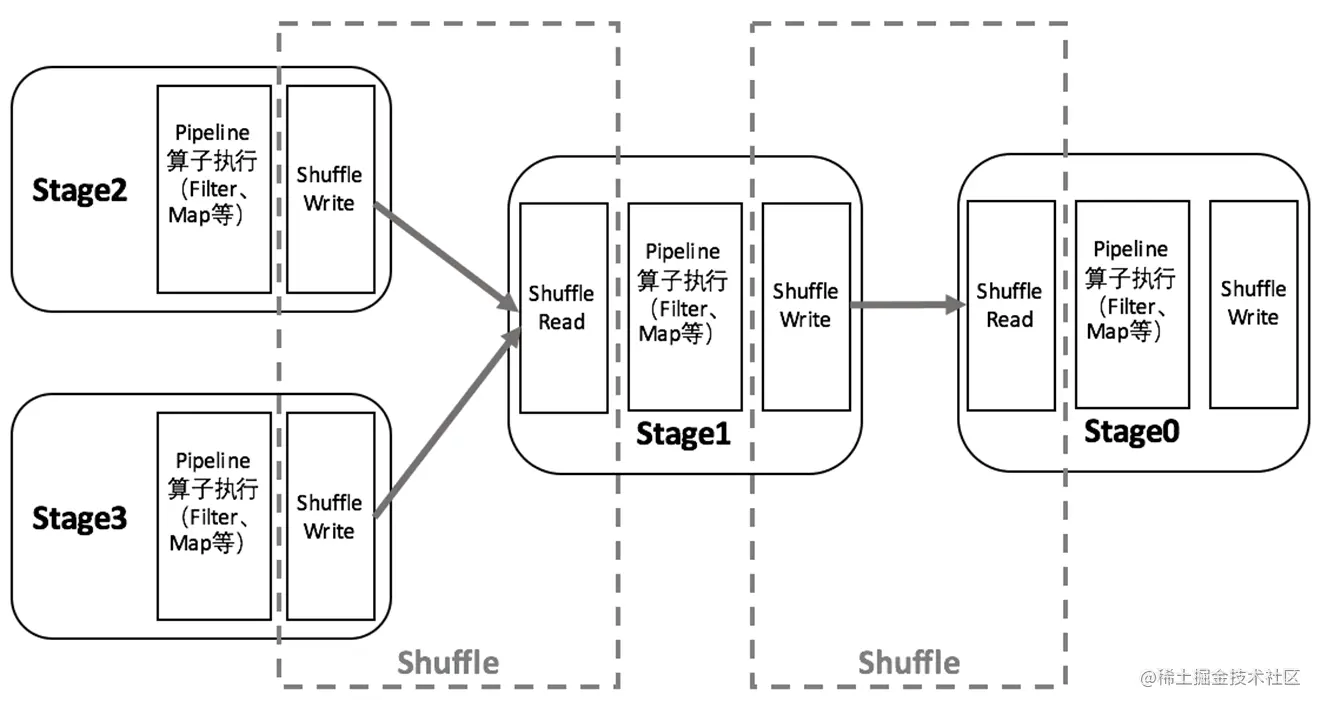 Stage2
Pipeline
算子执行
（Filter、
Map等）
Shuffle
Write
Stage3
Pipeline
算子执行
（Filter、
Map等）
Shuffle
Write
Shuffle
Shuffle
Read
Pipeline
算子执行
（Filter、
Map等）
Shuffle
Write
Stage1
Shuffle
Shuffle
Read
Pipeline
算子执行
（Filter、
Map等）
Shuffle
Write
Stage0
@稀土掘金技术社区